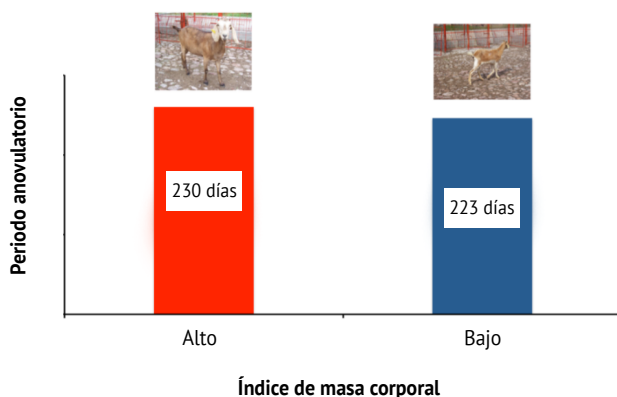 Periodo anovulatorio
230 días
223 días
Alto
Bajo
Índice de masa corporal